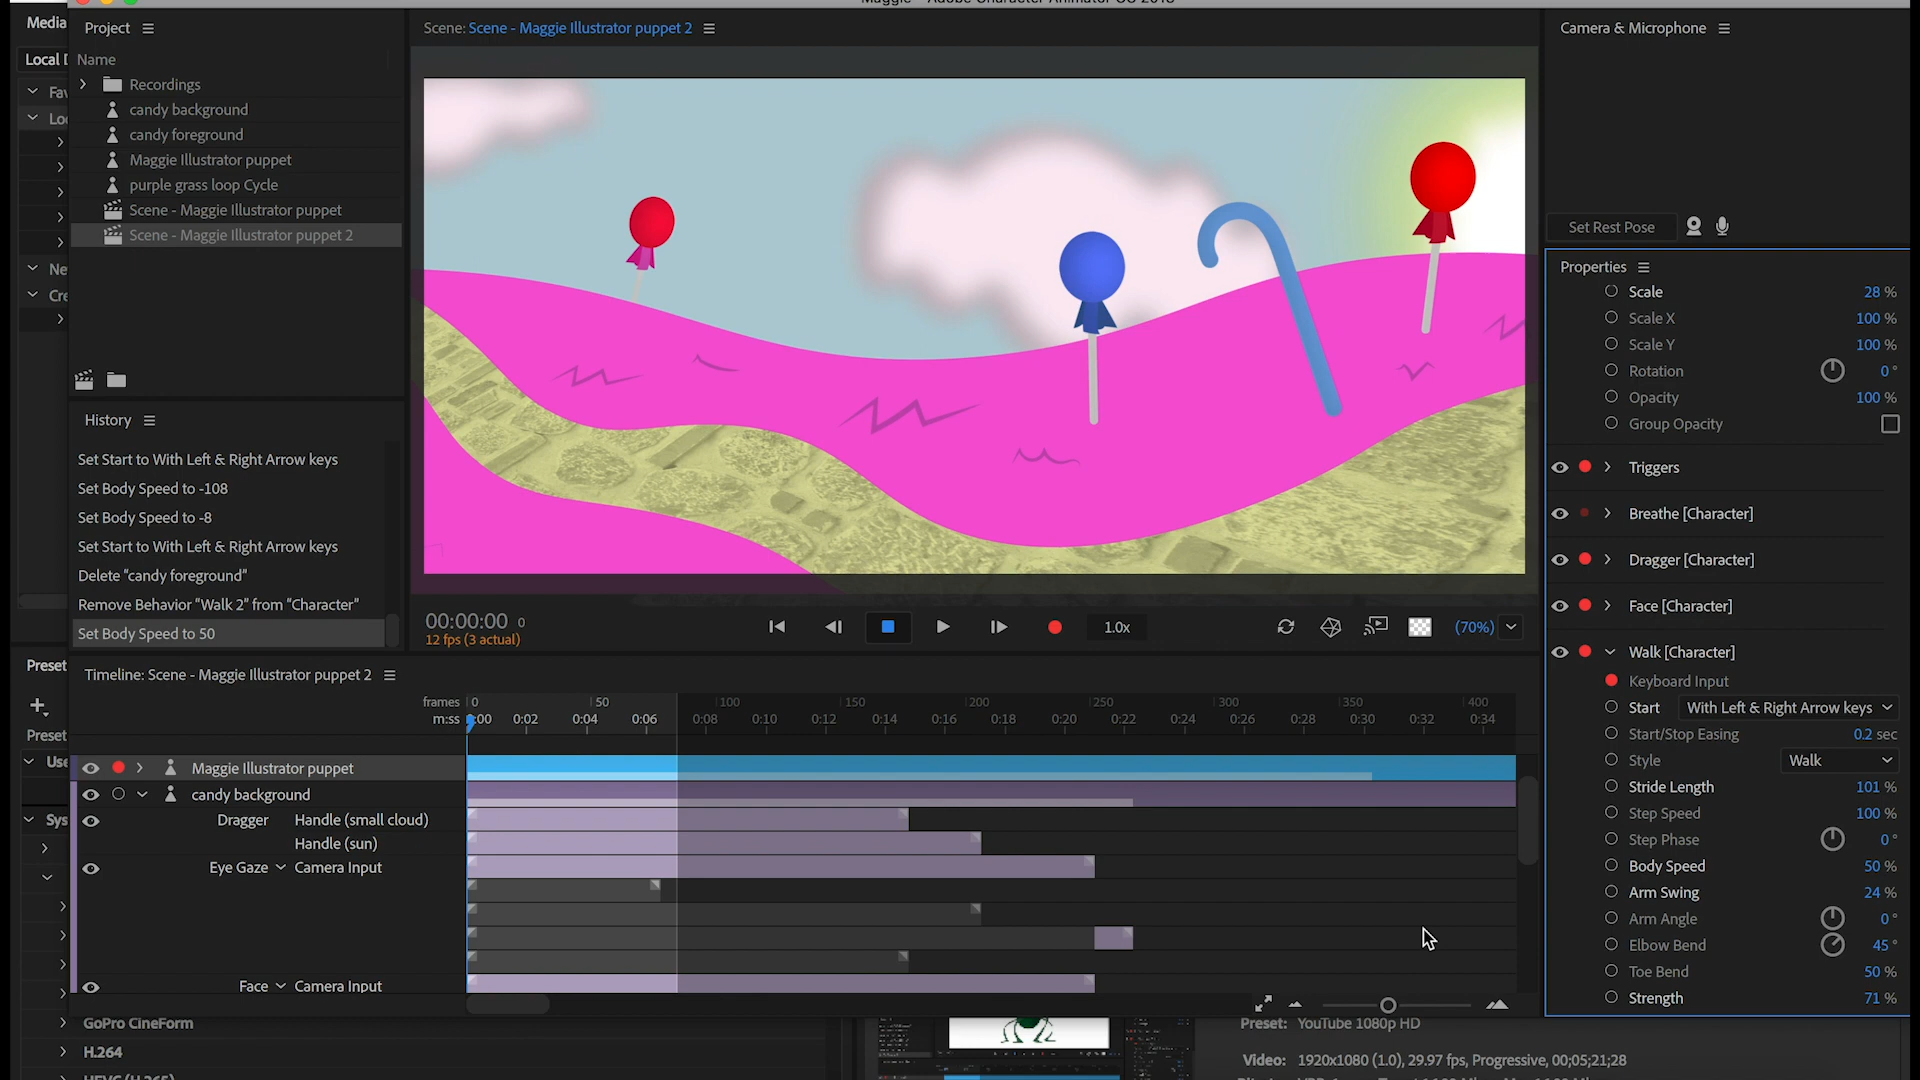 Maggie - Adobe Character Animator CC 2018
Media
Project
Scene: Scene - Maggie Illustrator puppet 2
Camera & Microphone
Local
Name
Recordings
candy background
candy foreground
Maggie Illustrator puppet
purple grass loop Cycle
Scene - Maggie Illustrator puppet
Scene - Maggie Illustrator puppet 2
Fav
Loc
Ne
Cre
Set Rest Pose
Properties
Scale 28 %
Scale X 100 %
Scale Y 100 %
Rotation 0 °
Opacity 100 %
Group Opacity
Triggers
Breathe [Character]
Dragger [Character]
Face [Character]
Walk [Character]
Keyboard Input
Start With Left & Right Arrow keys
Start/Stop Easing 0.2 sec
Style Walk
Stride Length 101 %
Step Speed 100 %
Step Phase 0 °
Body Speed 50 %
Arm Swing 24 %
Arm Angle 0 °
Elbow Bend 45 °
Toe Bend 50 %
Strength 71 %
History
Set Start to With Left & Right Arrow keys
Set Body Speed to -108
Set Body Speed to -8
Set Start to With Left & Right Arrow keys
Delete “candy foreground”
Remove Behavior “Walk 2” from “Character”
Set Body Speed to 50
00:00:00 0
12 fps (3 actual)
1.0x
(70%)
Preset
Timeline: Scene - Maggie Illustrator puppet 2
frames 0 50 100 150 200 250 300 350 400
m:ss 0:00 0:02 0:04 0:06 0:08 0:10 0:12 0:14 0:16 0:18 0:20 0:22 0:24 0:26 0:28 0:30 0:32 0:34
Preset
Use
Sys
Maggie Illustrator puppet
candy background
Dragger Handle (small cloud)
Handle (sun)
Eye Gaze Camera Input
Face Camera Input
GoPro CineForm
H.264
HEVC (H.265)
Preset: YouTube 1080p HD
Video: 1920x1080 (1.0), 29.97 fps, Progressive, 00;05;21;28